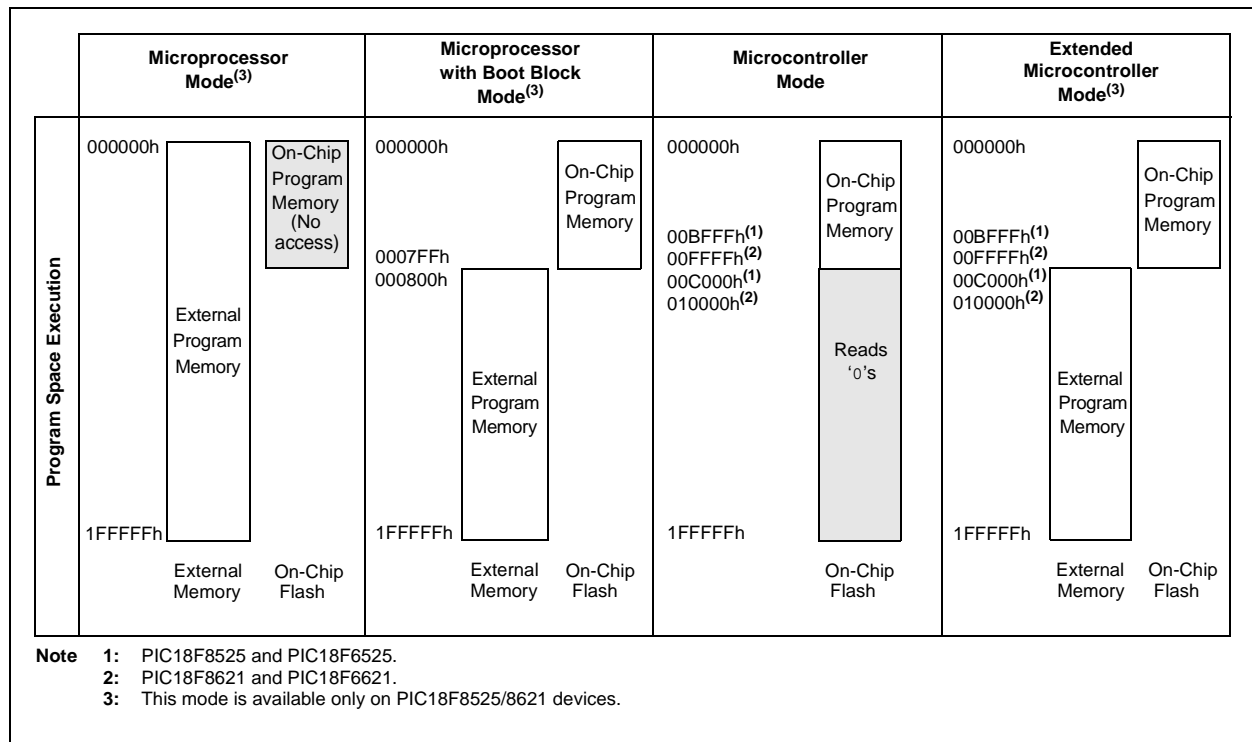 Microprocessor
Mode(3)
Microprocessor
with Boot Block
Mode(3)
Microcontroller
Mode
Extended
Microcontroller
Mode(3)
Program Space Execution
000000h
1FFFFFh
External
Program
Memory
On-Chip
Program
Memory
(No
access)
External
Memory
On-Chip
Flash
000000h
0007FFh
000800h
1FFFFFh
On-Chip
Program
Memory
External
Program
Memory
External
Memory
On-Chip
Flash
000000h
00BFFFh(1)
00FFFFh(2)
00C000h(1)
010000h(2)
1FFFFFh
On-Chip
Program
Memory
Reads
‘0’s
On-Chip
Flash
000000h
00BFFFh(1)
00FFFFh(2)
00C000h(1)
010000h(2)
1FFFFFh
On-Chip
Program
Memory
External
Program
Memory
External
Memory
On-Chip
Flash
Note 1: PIC18F8525 and PIC18F6525.
2: PIC18F8621 and PIC18F6621.
3: This mode is available only on PIC18F8525/8621 devices.